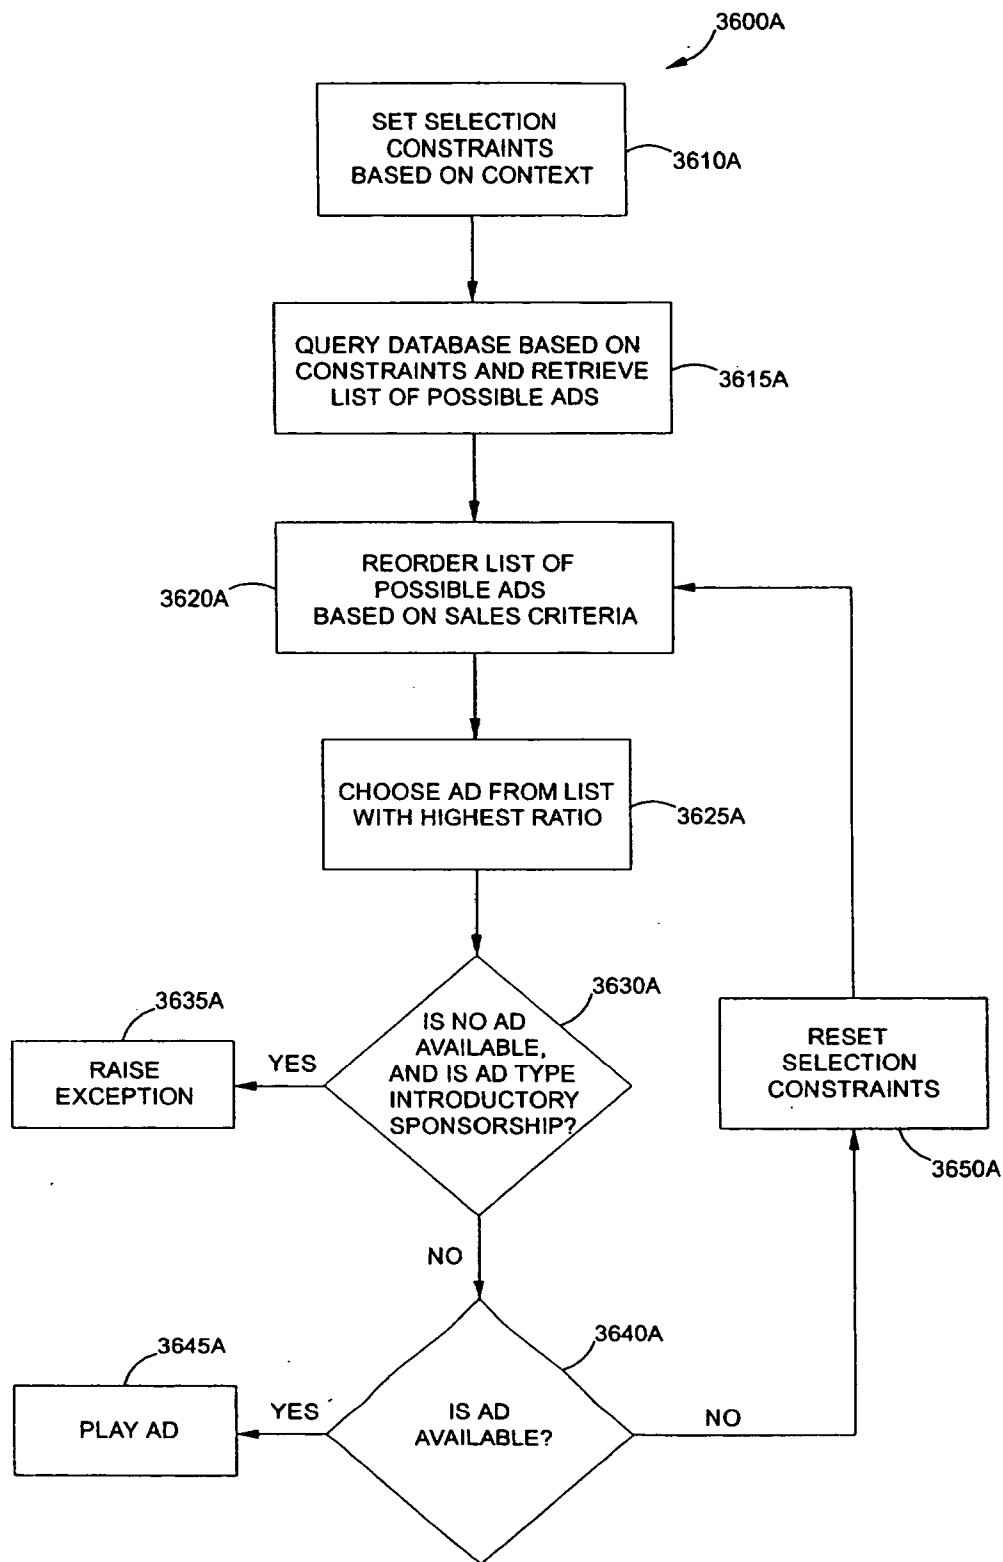 3600A
SET SELECTION
CONSTRAINTS
BASED ON CONTEXT
3610A
QUERY DATABASE BASED ON
CONSTRAINTS AND RETRIEVE
LIST OF POSSIBLE ADS
3615A
REORDER LIST OF
POSSIBLE ADS
BASED ON SALES CRITERIA
3620A
CHOOSE AD FROM LIST
WITH HIGHEST RATIO
3625A
IS NO AD
AVAILABLE,
AND IS AD TYPE
INTRODUCTORY
SPONSORSHIP?
3630A
YES
3635A
RAISE
EXCEPTION
RESET
SELECTION
CONSTRAINTS
3650A
NO
IS AD
AVAILABLE?
3640A
YES
3645A
PLAY AD
NO